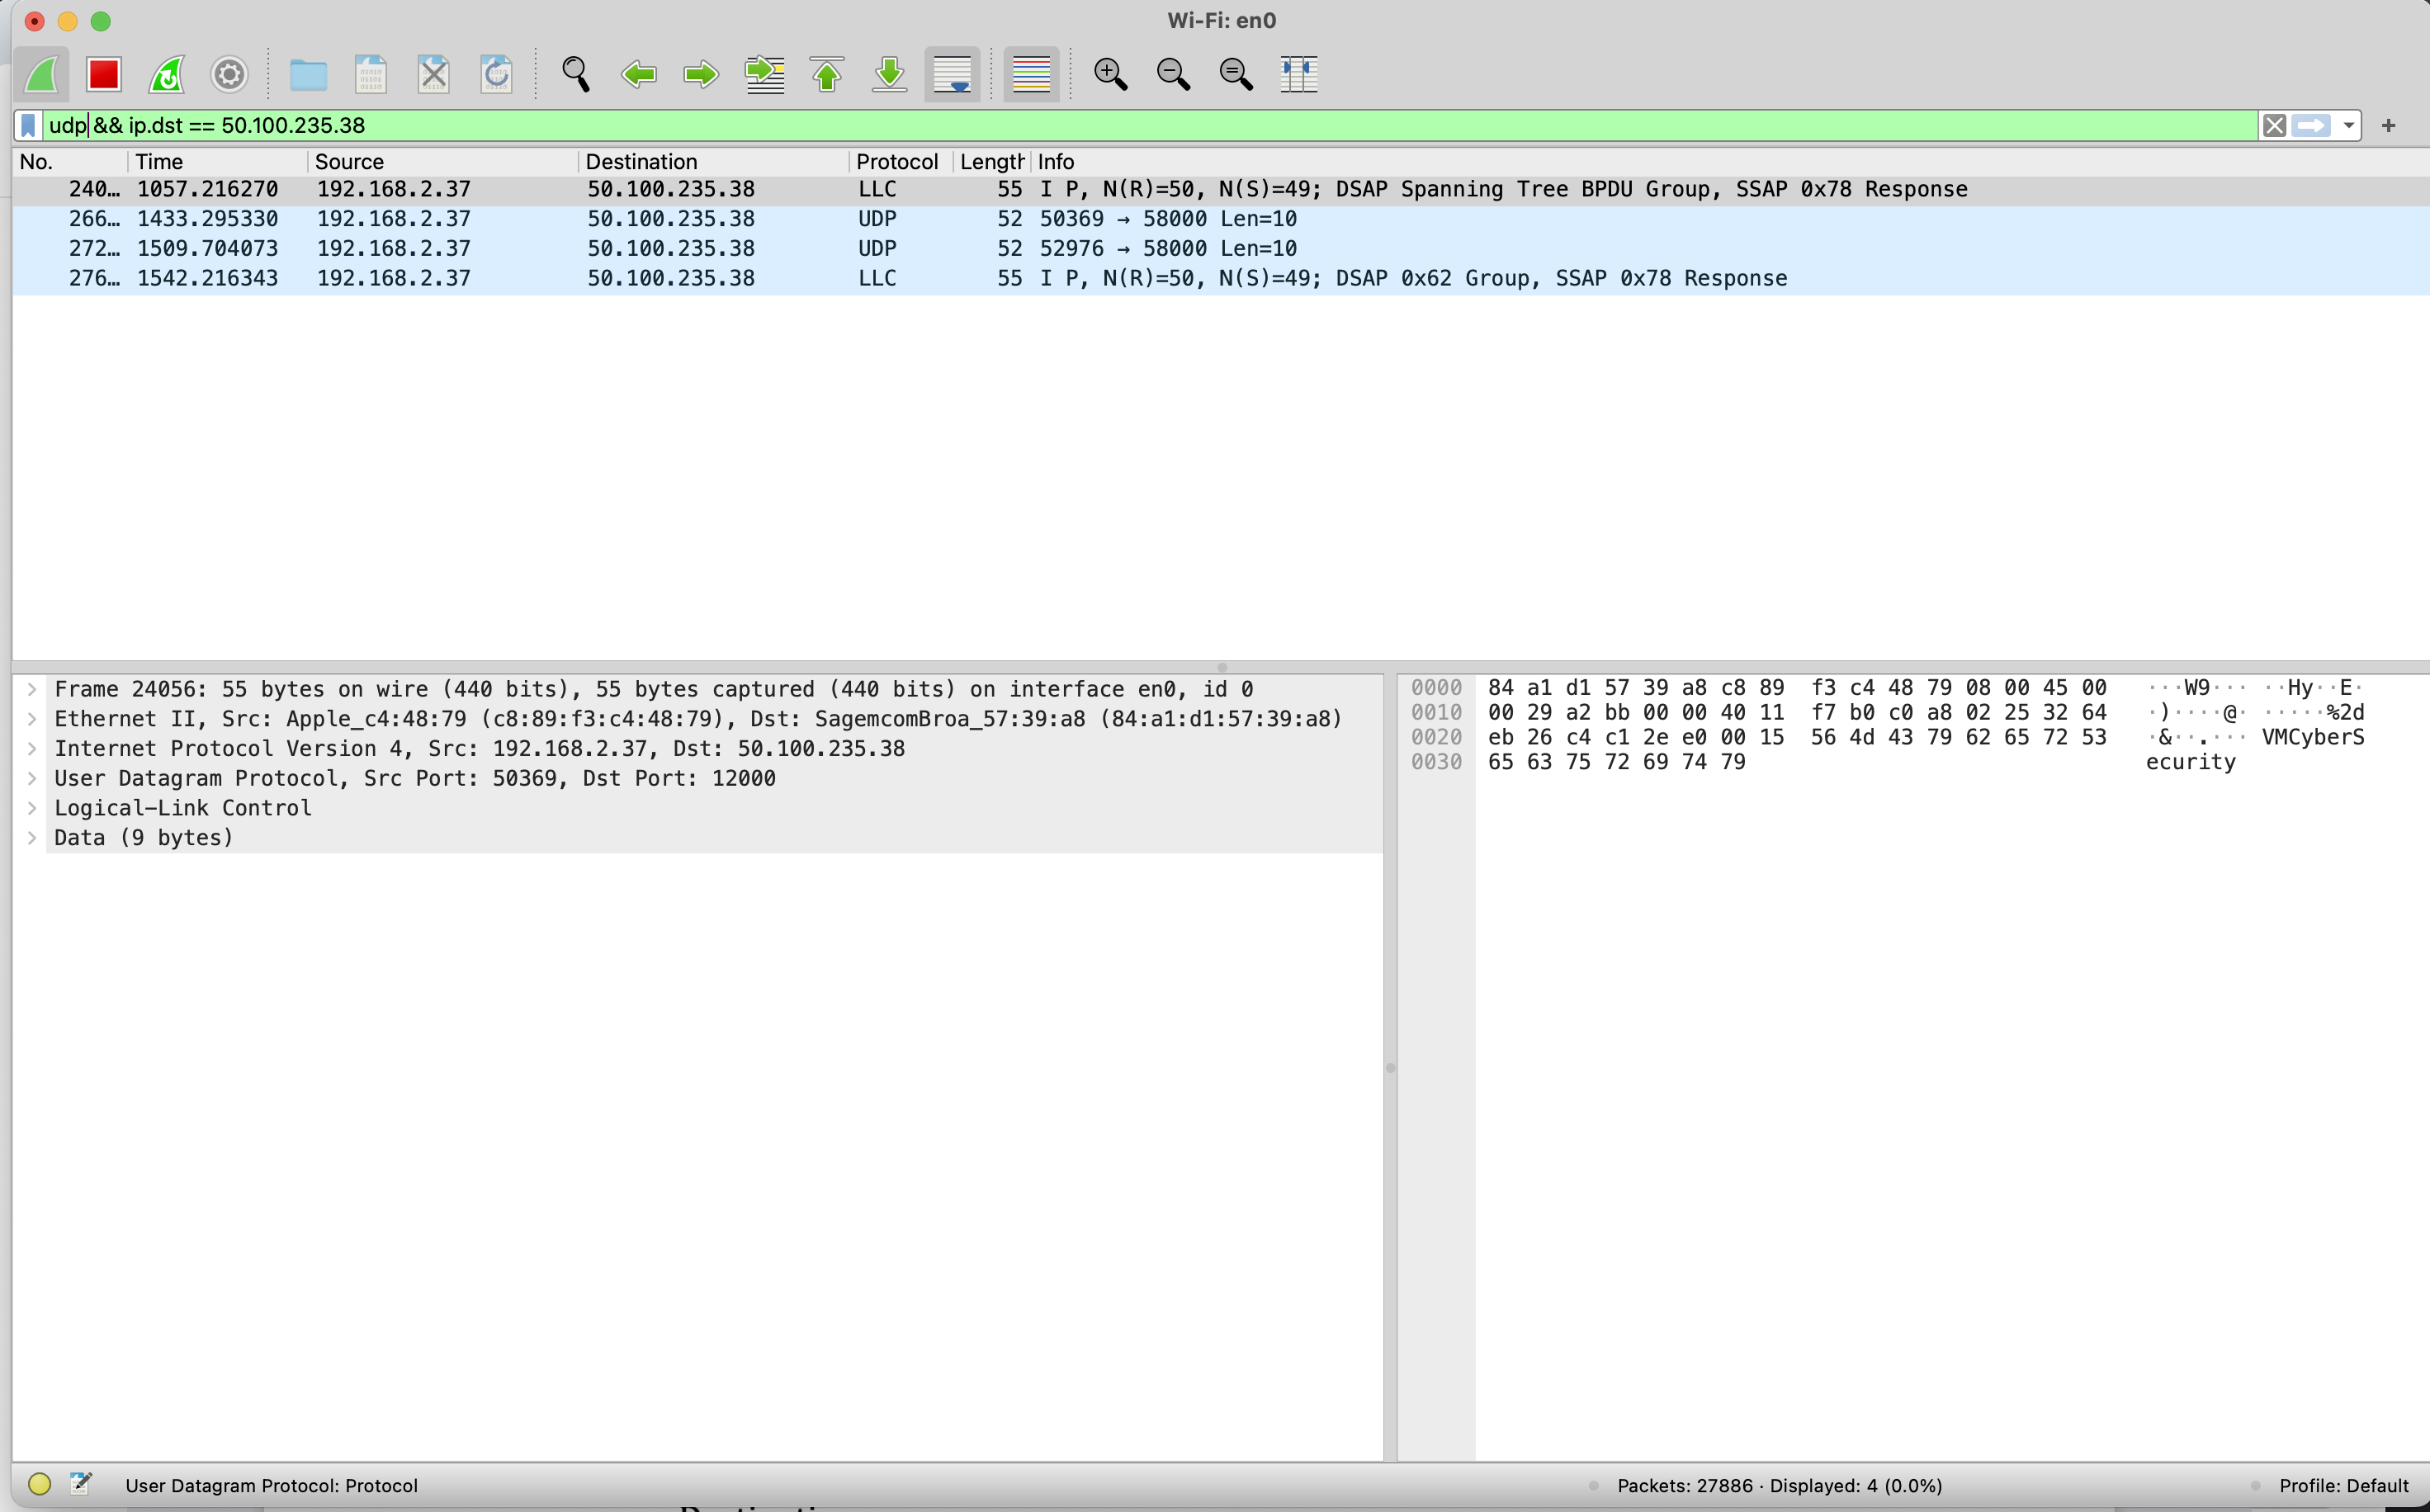 Wi-Fi: en0
udp && ip.dst == 50.100.235.38
No. Time Source Destination Protocol Length Info
240… 1057.216270 192.168.2.37 50.100.235.38 LLC 55 I P, N(R)=50, N(S)=49; DSAP Spanning Tree BPDU Group, SSAP 0x78 Response
266… 1433.295330 192.168.2.37 50.100.235.38 UDP 52 50369 → 58000 Len=10
272… 1509.704073 192.168.2.37 50.100.235.38 UDP 52 52976 → 58000 Len=10
276… 1542.216343 192.168.2.37 50.100.235.38 LLC 55 I P, N(R)=50, N(S)=49; DSAP 0x62 Group, SSAP 0x78 Response
Frame 24056: 55 bytes on wire (440 bits), 55 bytes captured (440 bits) on interface en0, id 0
Ethernet II, Src: Apple_c4:48:79 (c8:89:f3:c4:48:79), Dst: SagemcomBroa_57:39:a8 (84:a1:d1:57:39:a8)
Internet Protocol Version 4, Src: 192.168.2.37, Dst: 50.100.235.38
User Datagram Protocol, Src Port: 50369, Dst Port: 12000
Logical-Link Control
Data (9 bytes)
0000 84 a1 d1 57 39 a8 c8 89 f3 c4 48 79 08 00 45 00 ···W9··· ··Hy··E·
0010 00 29 a2 bb 00 00 40 11 f7 b0 c0 a8 02 25 32 64 ·)····@· ·····%2d
0020 eb 26 c4 c1 2e e0 00 15 56 4d 43 79 62 65 72 53 ·&··.··· VMCyberS
0030 65 63 75 72 69 74 79 ecurity
User Datagram Protocol: Protocol
Packets: 27886 · Displayed: 4 (0.0%)
Profile: Default